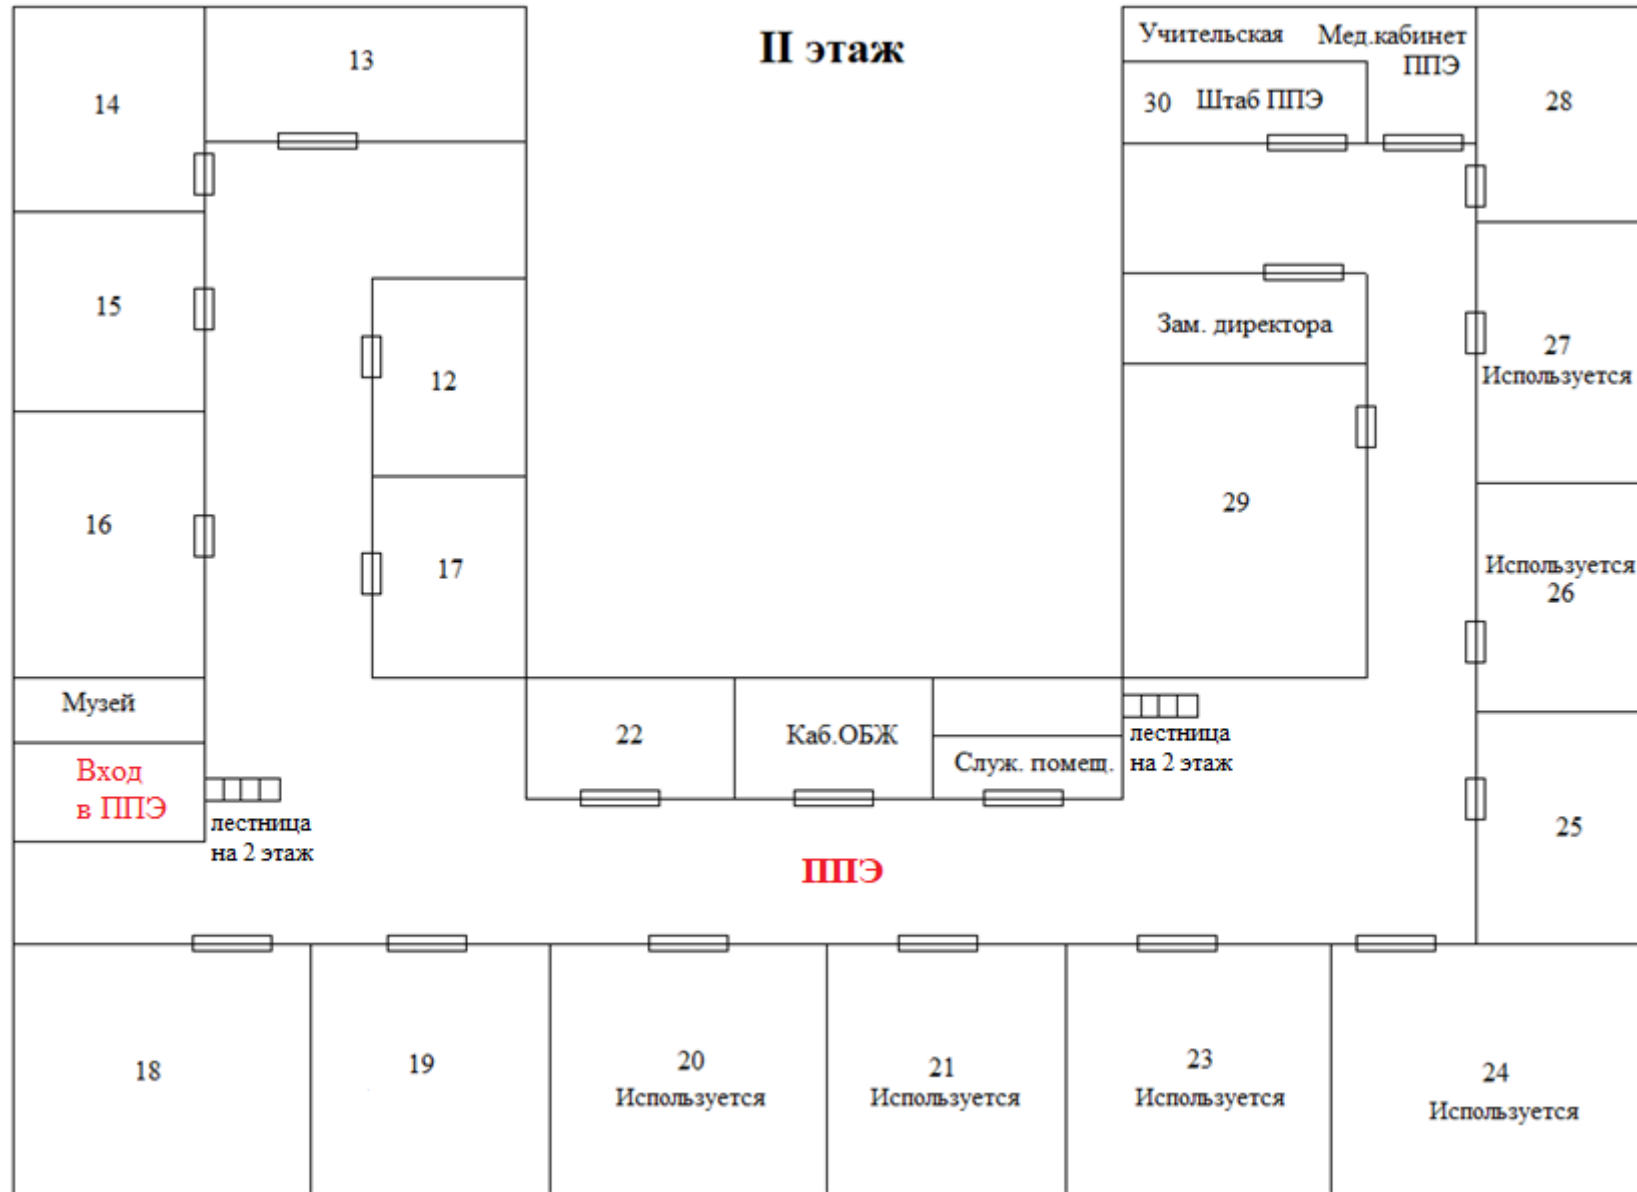 II этаж
Учительская
Мед.кабинет
ППЭ
13
14
30 Штаб ППЭ
28
15
Зам. директора
27
Используется
12
16
29
17
Используется
26
Музей
22
Каб.ОБЖ
Служ. помещ.
лестница
на 2 этаж
Вход
в ППЭ
лестница
на 2 этаж
25
ППЭ
18
19
20
Используется
21
Используется
23
Используется
24
Используется